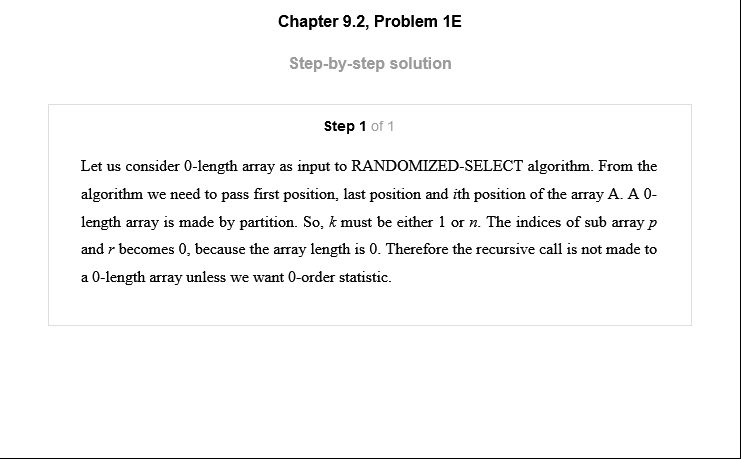 Chapter 9.2, Problem 1E
Step-by-step solution
Step 1 of 1
Let us consider 0-length array as input to RANDOMIZED-SELECT algorithm. From the
algorithm we need to pass first position, last position and ith position of the array A. A 0-
length array is made by partition. So, k must be either 1 or n. The indices of sub array p
and r becomes 0, because the array length is 0. Therefore the recursive call is not made to
a 0-length array unless we want 0-order statistic.